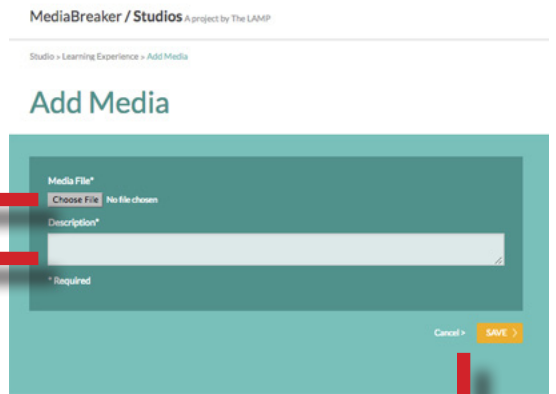 MediaBreaker / Studios A project by The LAMP
Studio » Learning Experience » Add Media
Add Media
Media File*
Choose File No file chosen
Description*
* Required
Cancel > SAVE >